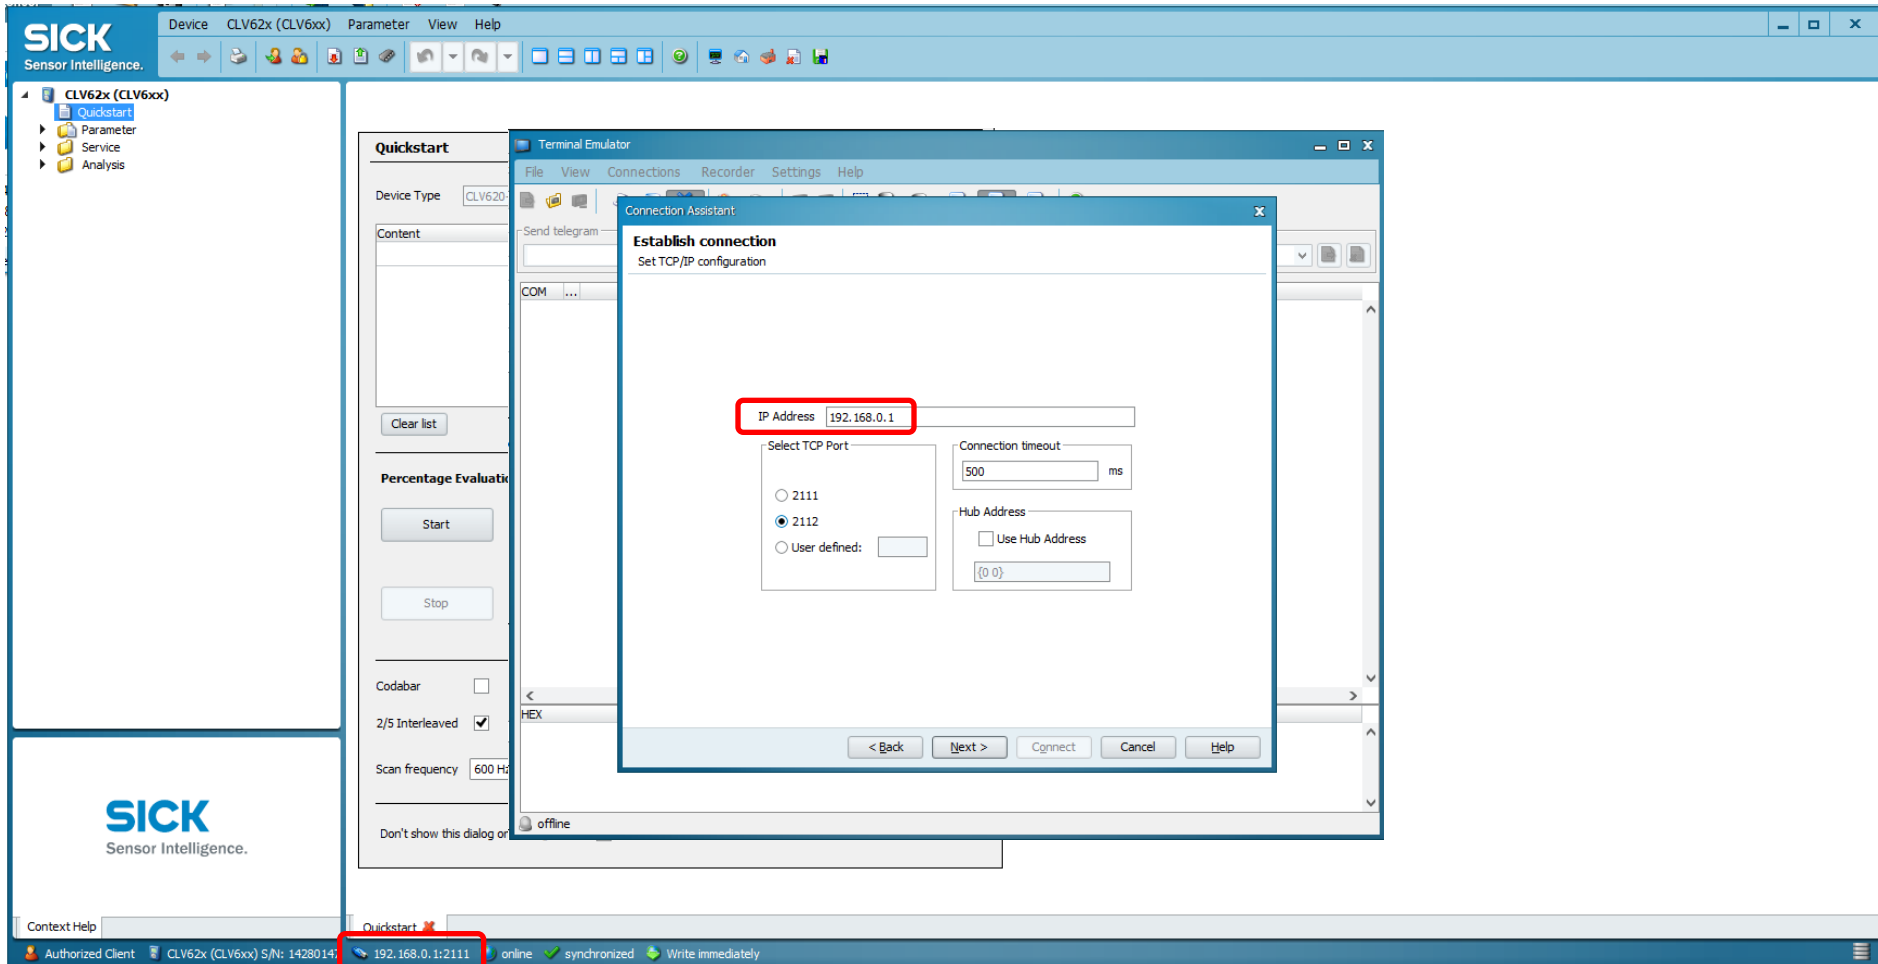 SICK
Sensor Intelligence.
Device CLV62x (CLV6xx) Parameter View Help
CLV62x (CLV6xx)
Quickstart
Parameter
Service
Analysis
Quickstart
Device Type CLV620-
Content
Clear list
Percentage Evaluatio
Start
Stop
Codabar
2/5 Interleaved
Scan frequency 600 Hz
Don't show this dialog on
Terminal Emulator
File View Connections Recorder Settings Help
Send telegram
COM ...
HEX
offline
Connection Assistant
Establish connection
Set TCP/IP configuration
IP Address 192.168.0.1
Select TCP Port
2111
2112
User defined:
Connection timeout
500 ms
Hub Address
Use Hub Address
{0 0}
< Back Next > Connect Cancel Help
SICK
Sensor Intelligence.
Context Help
Quickstart
Authorized Client CLV62x (CLV6xx) S/N: 14280147 192.168.0.1:2111 online synchronized Write immediately